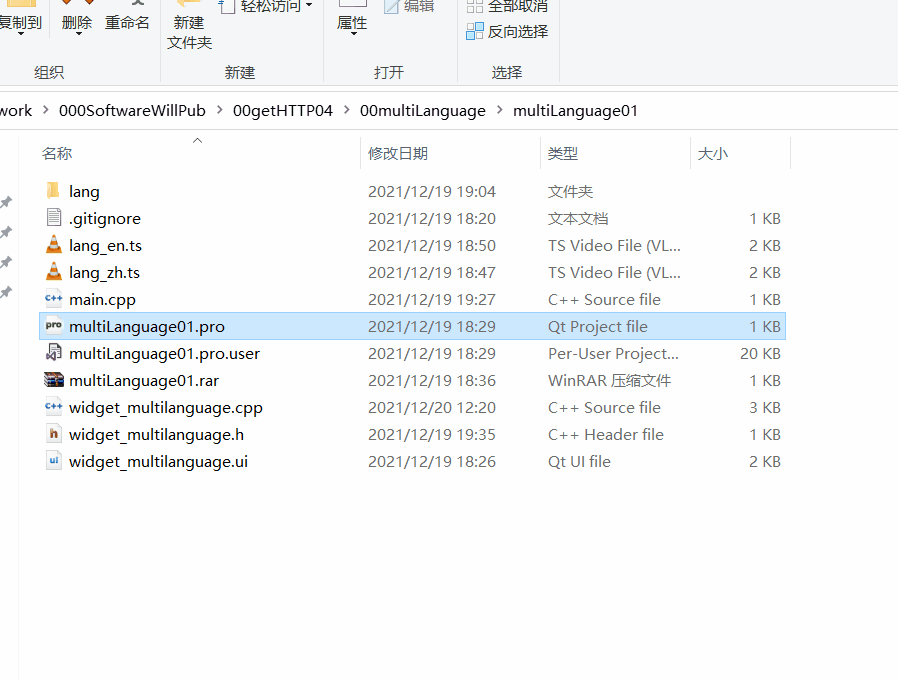 轻松访问 编辑 全部取消
复制到 删除 重命名 新建 属性 反向选择
文件夹
组织 新建 打开 选择
work > 000SoftwareWillPub > 00getHTTP04 > 00multiLanguage > multiLanguage01
名称 修改日期 类型 大小
lang 2021/12/19 19:04 文件夹
.gitignore 2021/12/19 18:20 文本文档 1 KB
lang_en.ts 2021/12/19 18:50 TS Video File (VL... 2 KB
lang_zh.ts 2021/12/19 18:47 TS Video File (VL... 2 KB
C++ main.cpp 2021/12/19 19:27 C++ Source file 1 KB
pro multiLanguage01.pro 2021/12/19 18:29 Qt Project file 1 KB
multiLanguage01.pro.user 2021/12/19 18:29 Per-User Project... 20 KB
multiLanguage01.rar 2021/12/19 18:36 WinRAR 压缩文件 1 KB
C++ widget_multilanguage.cpp 2021/12/20 12:20 C++ Source file 3 KB
h widget_multilanguage.h 2021/12/19 19:35 C++ Header file 1 KB
ui widget_multilanguage.ui 2021/12/19 18:26 Qt UI file 2 KB